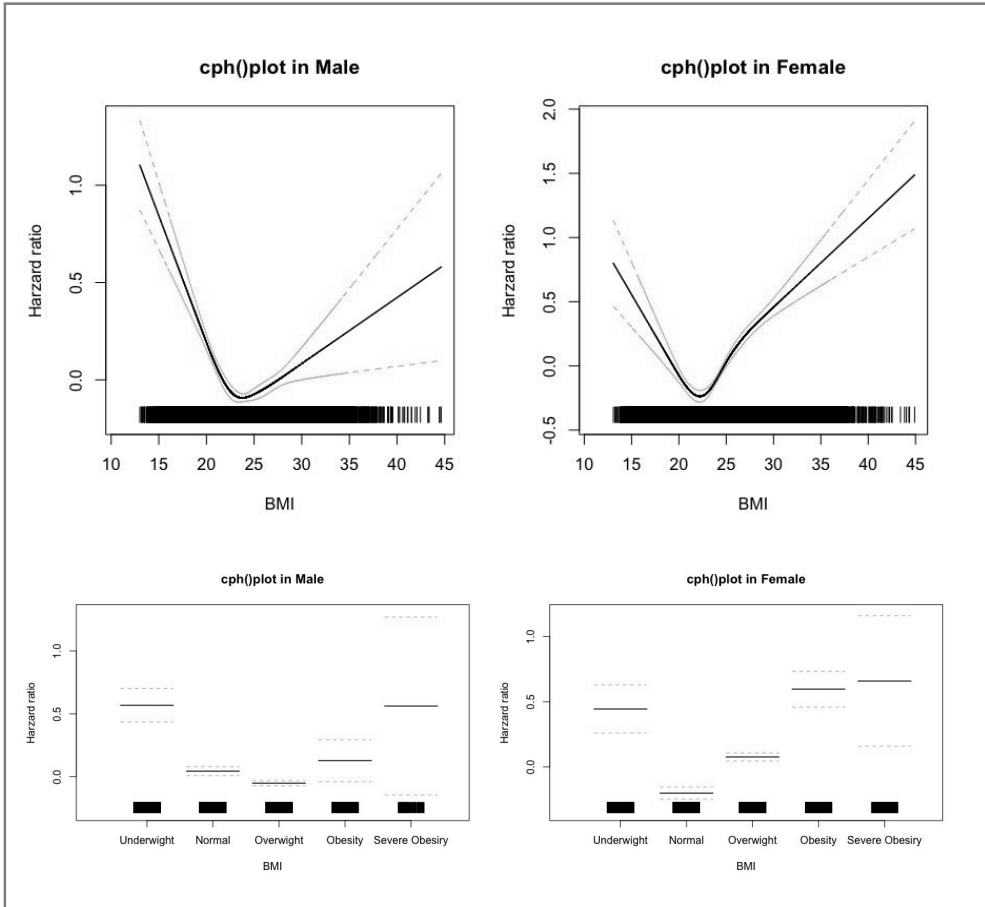 cph()plot in Male
Harzard ratio
1.0
0.5
0.0
10 15 20 25 30 35 40 45
BMI
cph()plot in Female
Harzard ratio
2.0
1.5
1.0
0.5
0.0
-0.5
10 15 20 25 30 35 40 45
BMI
cph()plot in Male
Harzard ratio
1.0
0.5
0.0
Underwight Normal Overwight Obesity Severe Obesiry
BMI
cph()plot in Female
Harzard ratio
1.0
0.5
0.0
Underwight Normal Overwight Obesity Severe Obesiry
BMI